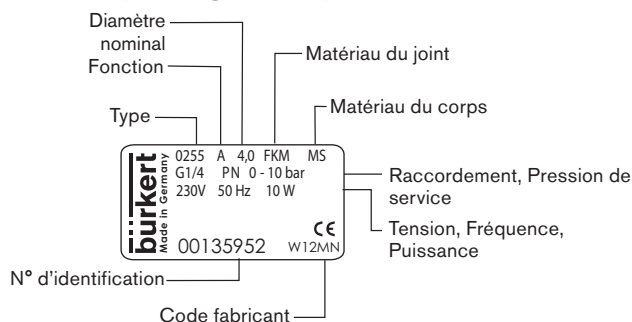 Diamètre
nominal
Fonction
Matériau du joint
Type
Matériau du corps
bürkert
Made in Germany
0255 A 4,0 FKM MS
G1/4 PN 0 - 10 bar
230V 50 Hz 10 W
CE
00135952 W12MN
Raccordement, Pression de
service
Tension, Fréquence,
Puissance
N° d'identification
Code fabricant